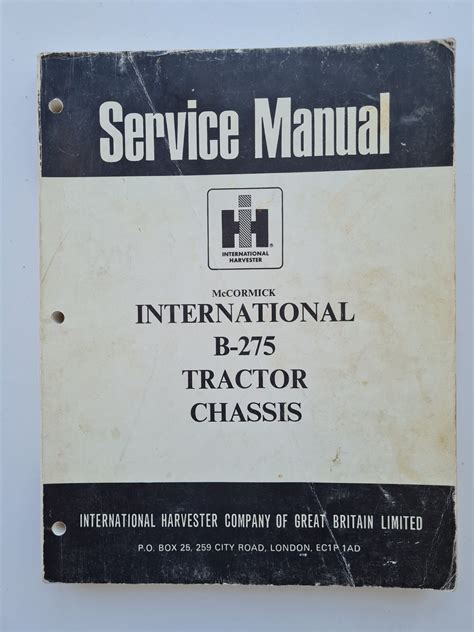 Service Manual
IH®
INTERNATIONAL
HARVESTER
McCORMICK
INTERNATIONAL
B-275
TRACTOR
CHASSIS
INTERNATIONAL HARVESTER COMPANY OF GREAT BRITAIN LIMITED
P.O. BOX 25, 259 CITY ROAD, LONDON, EC1P 1AD